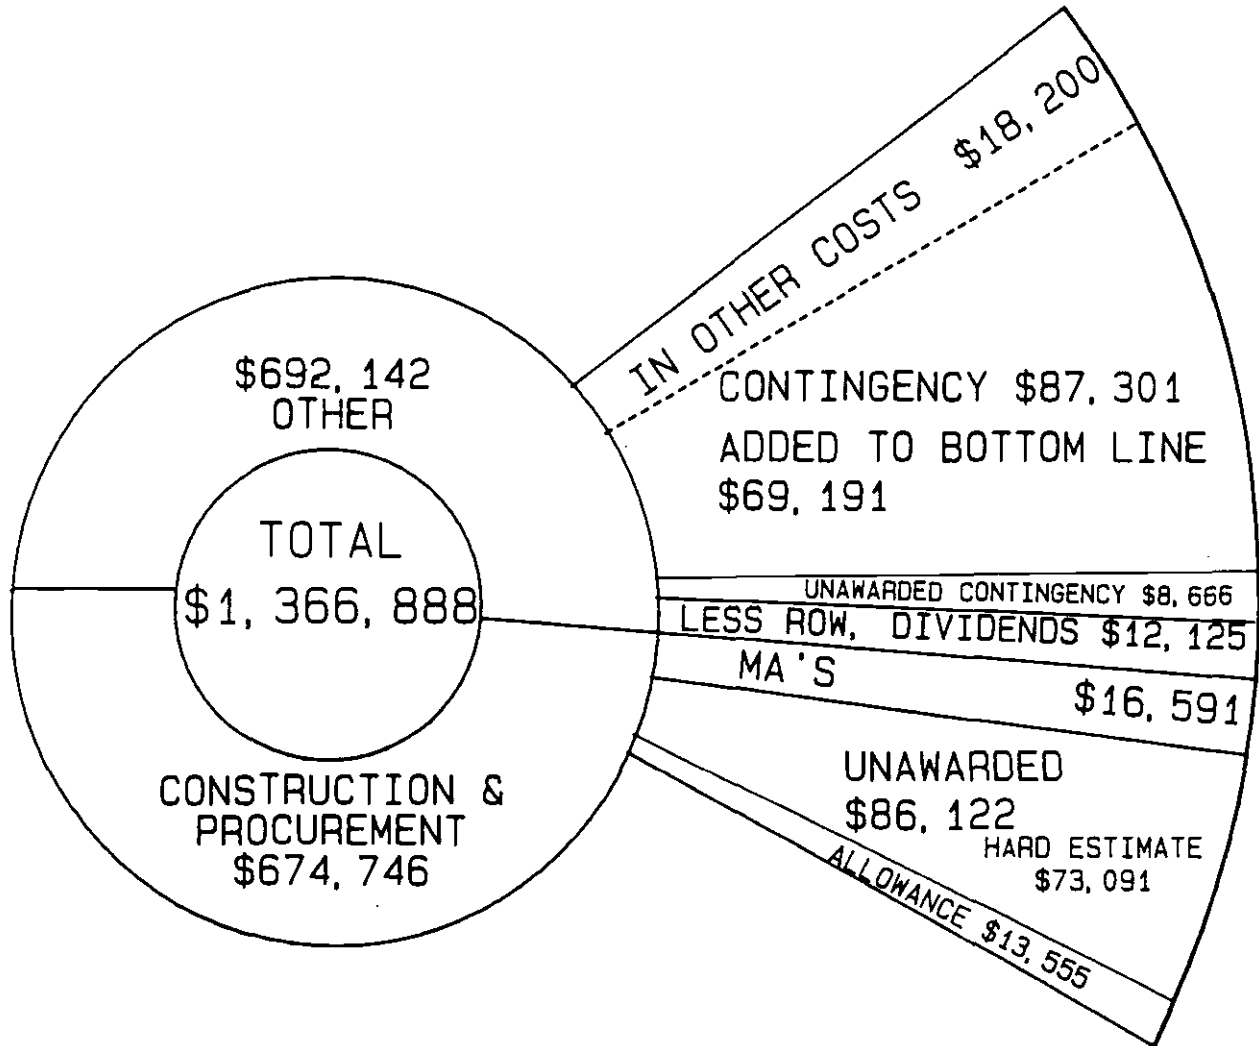 IN OTHER COSTS $18,200
$692,142
OTHER
CONTINGENCY $87,301
ADDED TO BOTTOM LINE
$69,191
TOTAL
$1,366,888
UNAWARDED CONTINGENCY $8,666
LESS ROW, DIVIDENDS $12,125
MA'S $16,591
UNAWARDED
$86,122
HARD ESTIMATE
$73,091
ALLOWANCE $13,555
CONSTRUCTION &
PROCUREMENT
$674,746